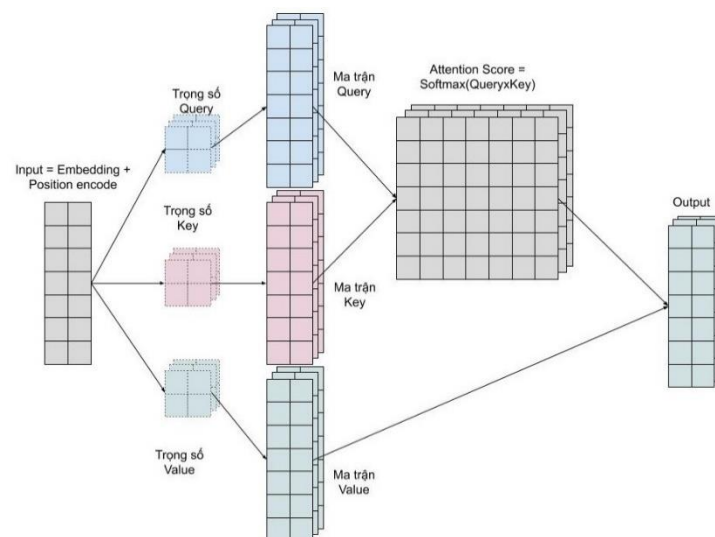 Input = Embedding +
Position encode
Trọng số
Query
Trọng số
Key
Trọng số
Value
Ma trận
Query
Ma trận
Key
Ma trận
Value
Attention Score =
Softmax(QueryxKey)
Output